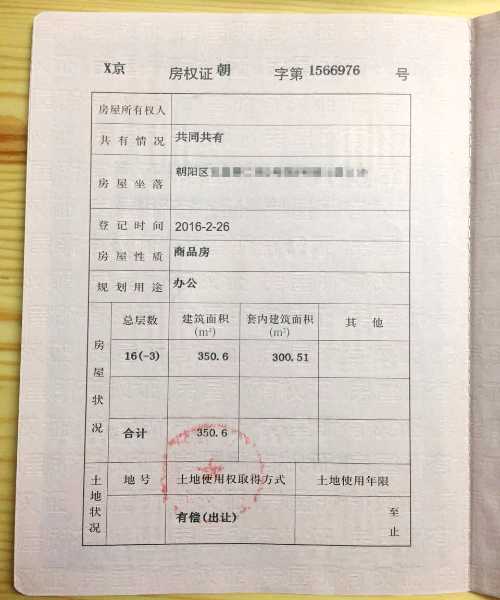 X京 房权证 朝 字第 1566976 号
房屋所有权人
共有情况 共同共有
房屋坐落 朝阳区
登记时间 2016-2-26
房屋性质 商品房
规划用途 办公
房屋状况 总层数 建筑面积(m²) 套内建筑面积(m²) 其他
16(-3) 350.6 300.51
合计 350.6
土地状况 地号 土地使用权取得方式 土地使用年限
有偿(出让) 至
止